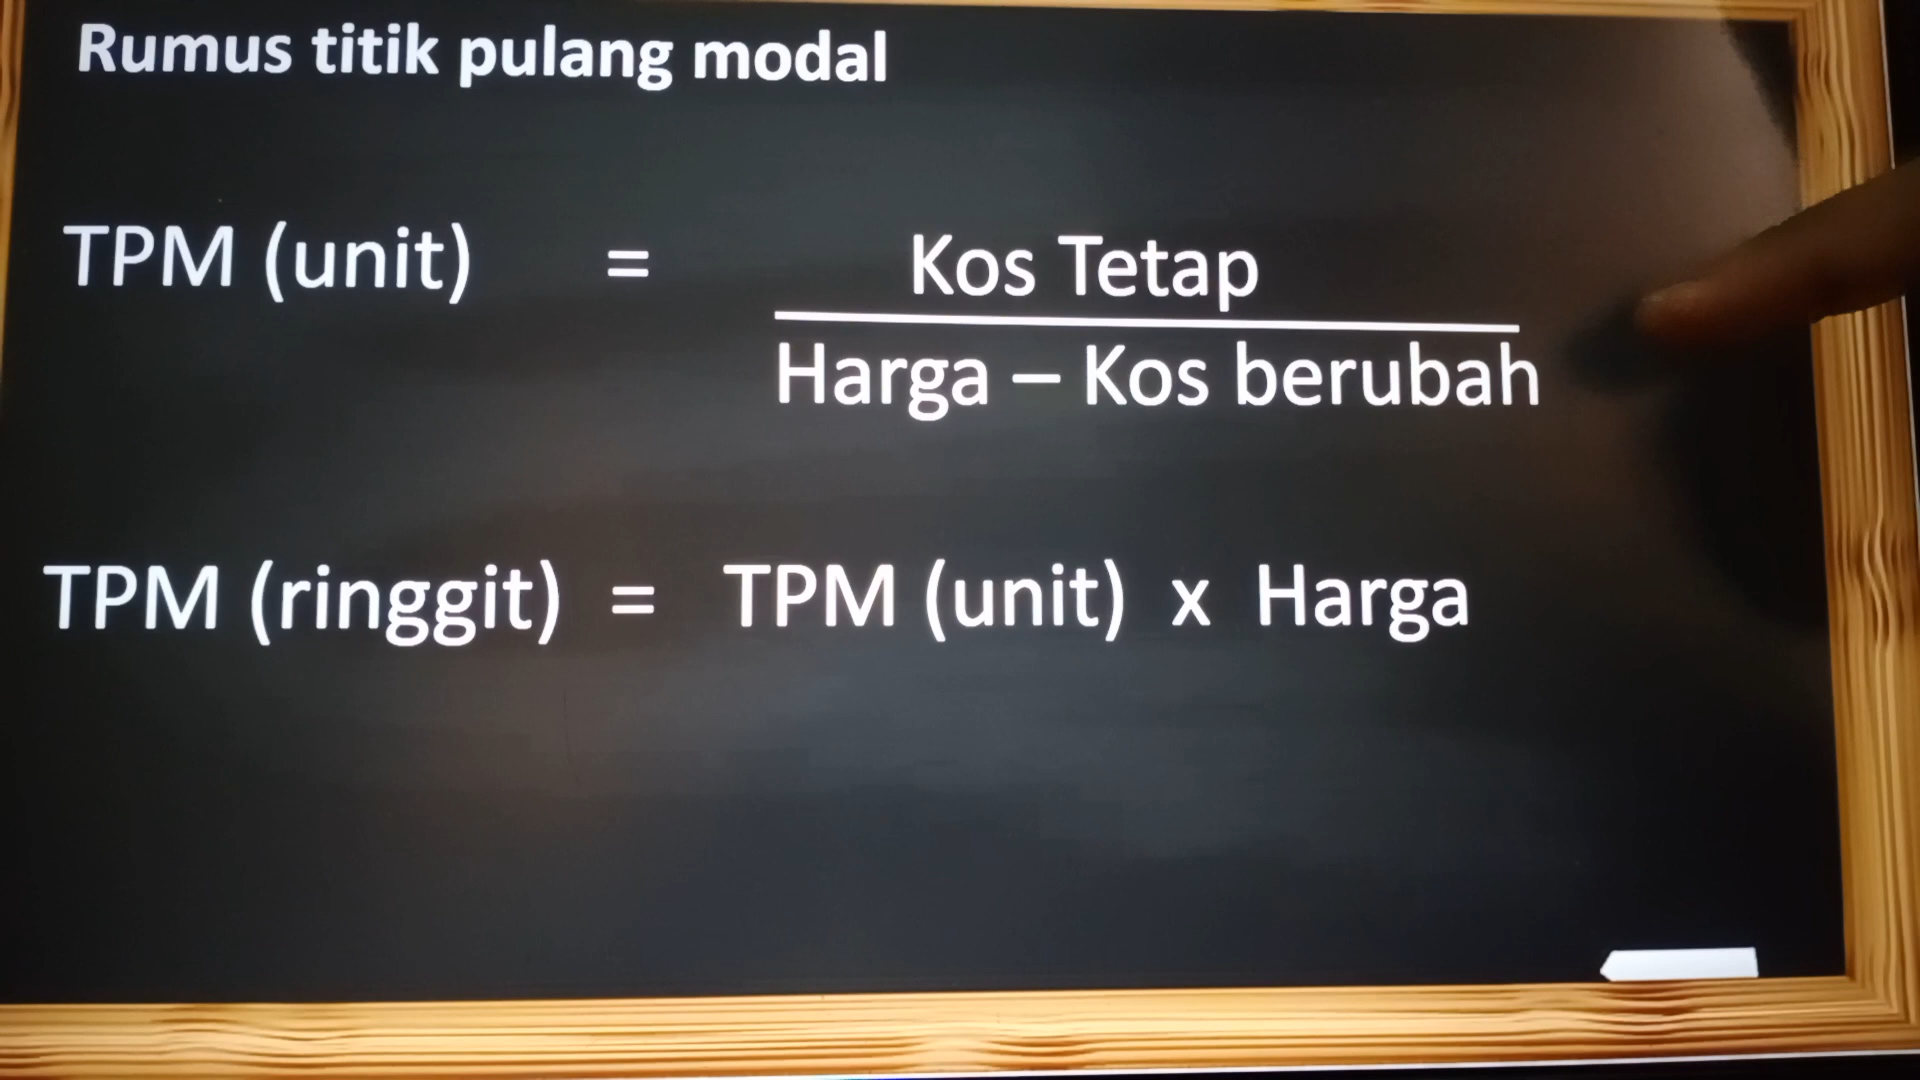 Rumus titik pulang modal
TPM (unit) = Kos Tetap
Harga – Kos berubah
TPM (ringgit) = TPM (unit) x Harga